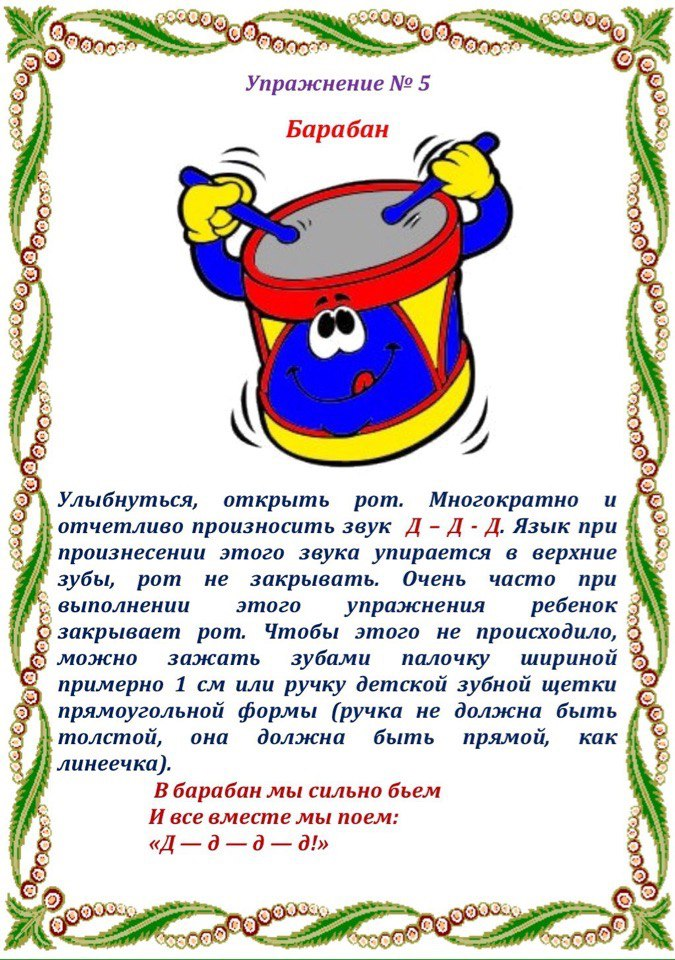 Упражнение № 5
Барабан
Улыбнуться, открыть рот. Многократно и
отчетливо произносить звук Д – Д - Д. Язык при
произнесении этого звука упирается в верхние
зубы, рот не закрывать. Очень часто при
выполнении этого упражнения ребенок
закрывает рот. Чтобы этого не происходило,
можно зажать зубами палочку шириной
примерно 1 см или ручку детской зубной щетки
прямоугольной формы (ручка не должна быть
толстой, она должна быть прямой, как
линеечка).
В барабан мы сильно бьем
И все вместе мы поем:
«Д — д — д — д!»